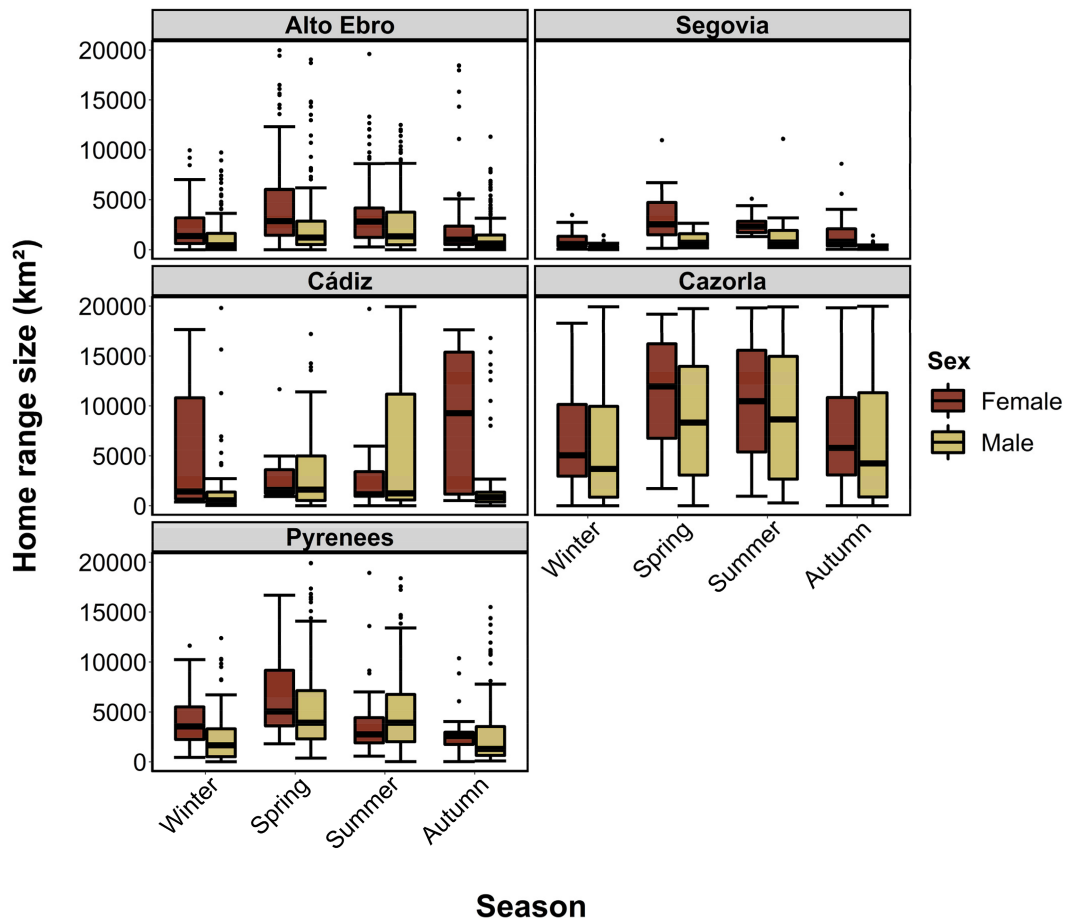 Alto Ebro
Segovia
20000
15000
10000
5000
0
Cádiz
Cazorla
20000
15000
10000
5000
0
Pyrenees
20000
15000
10000
5000
0
Winter
Spring
Summer
Autumn
Winter
Spring
Summer
Autumn
Home range size (km²)
Season
Sex
Female
Male